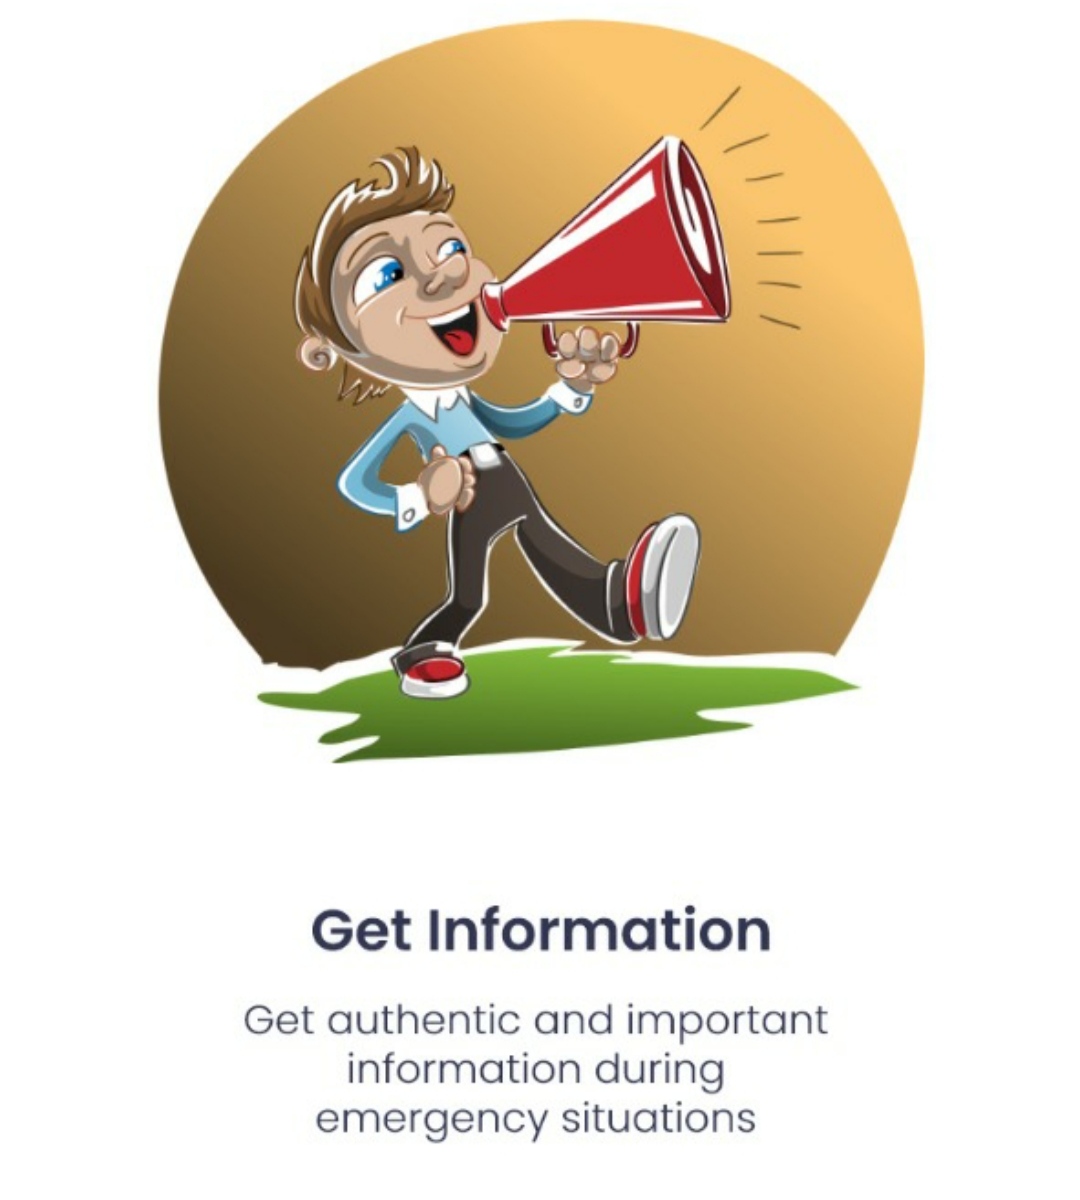 Get Information
Get authentic and important
information during
emergency situations